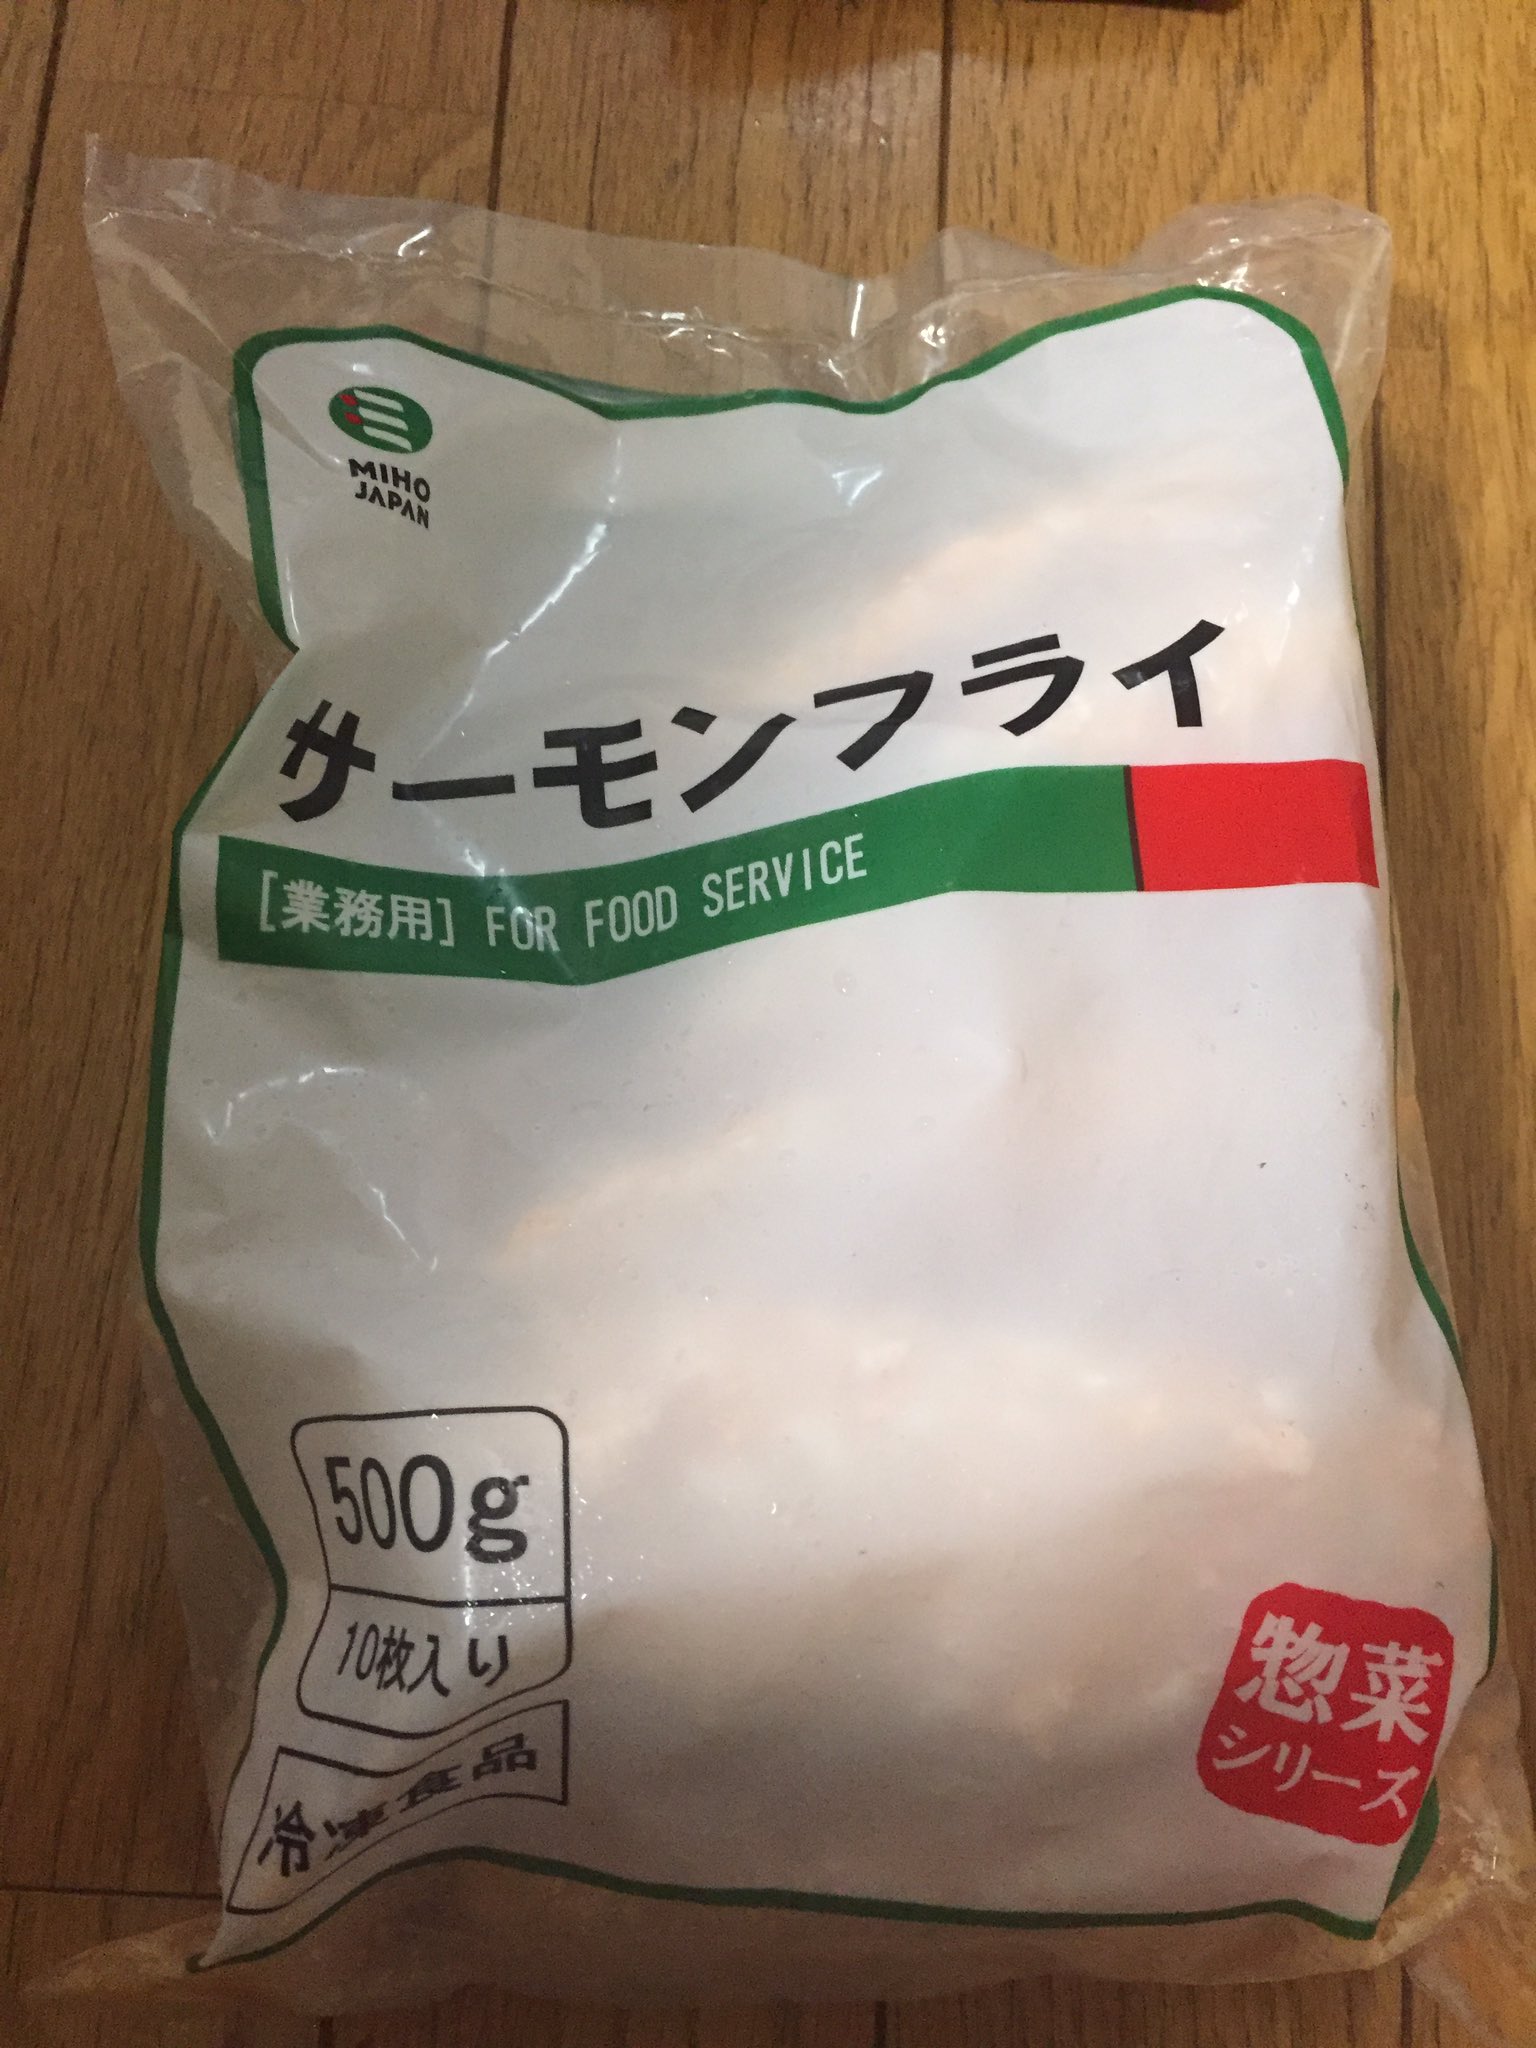 MIHO
JAPAN
サーモンフライ
[業務用] FOR FOOD SERVICE
500g
10枚入り
冷凍食品
惣菜
シリーズ